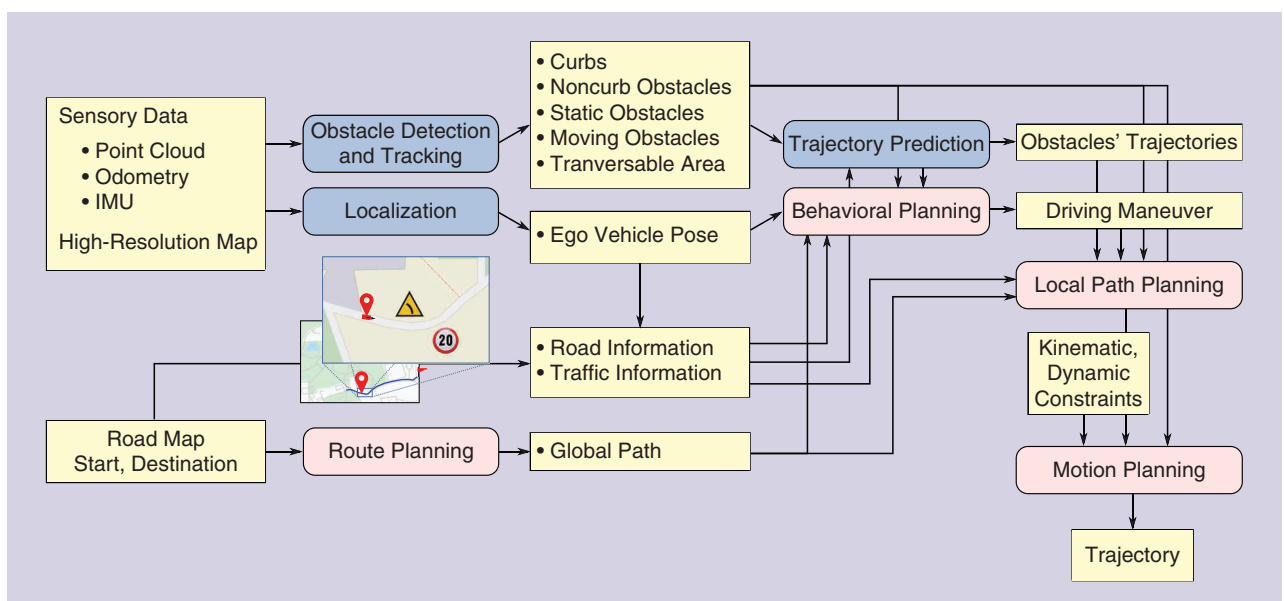 Sensory Data
• Point Cloud
• Odometry
• IMU
High-Resolution Map
Obstacle Detection
and Tracking
Localization
• Curbs
• Noncurb Obstacles
• Static Obstacles
• Moving Obstacles
• Tranversable Area
• Ego Vehicle Pose
Trajectory Prediction
Behavioral Planning
Obstacles' Trajectories
Driving Maneuver
Local Path Planning
20
• Road Information
• Traffic Information
Kinematic,
Dynamic
Constraints
Road Map
Start, Destination
Route Planning
• Global Path
Motion Planning
Trajectory